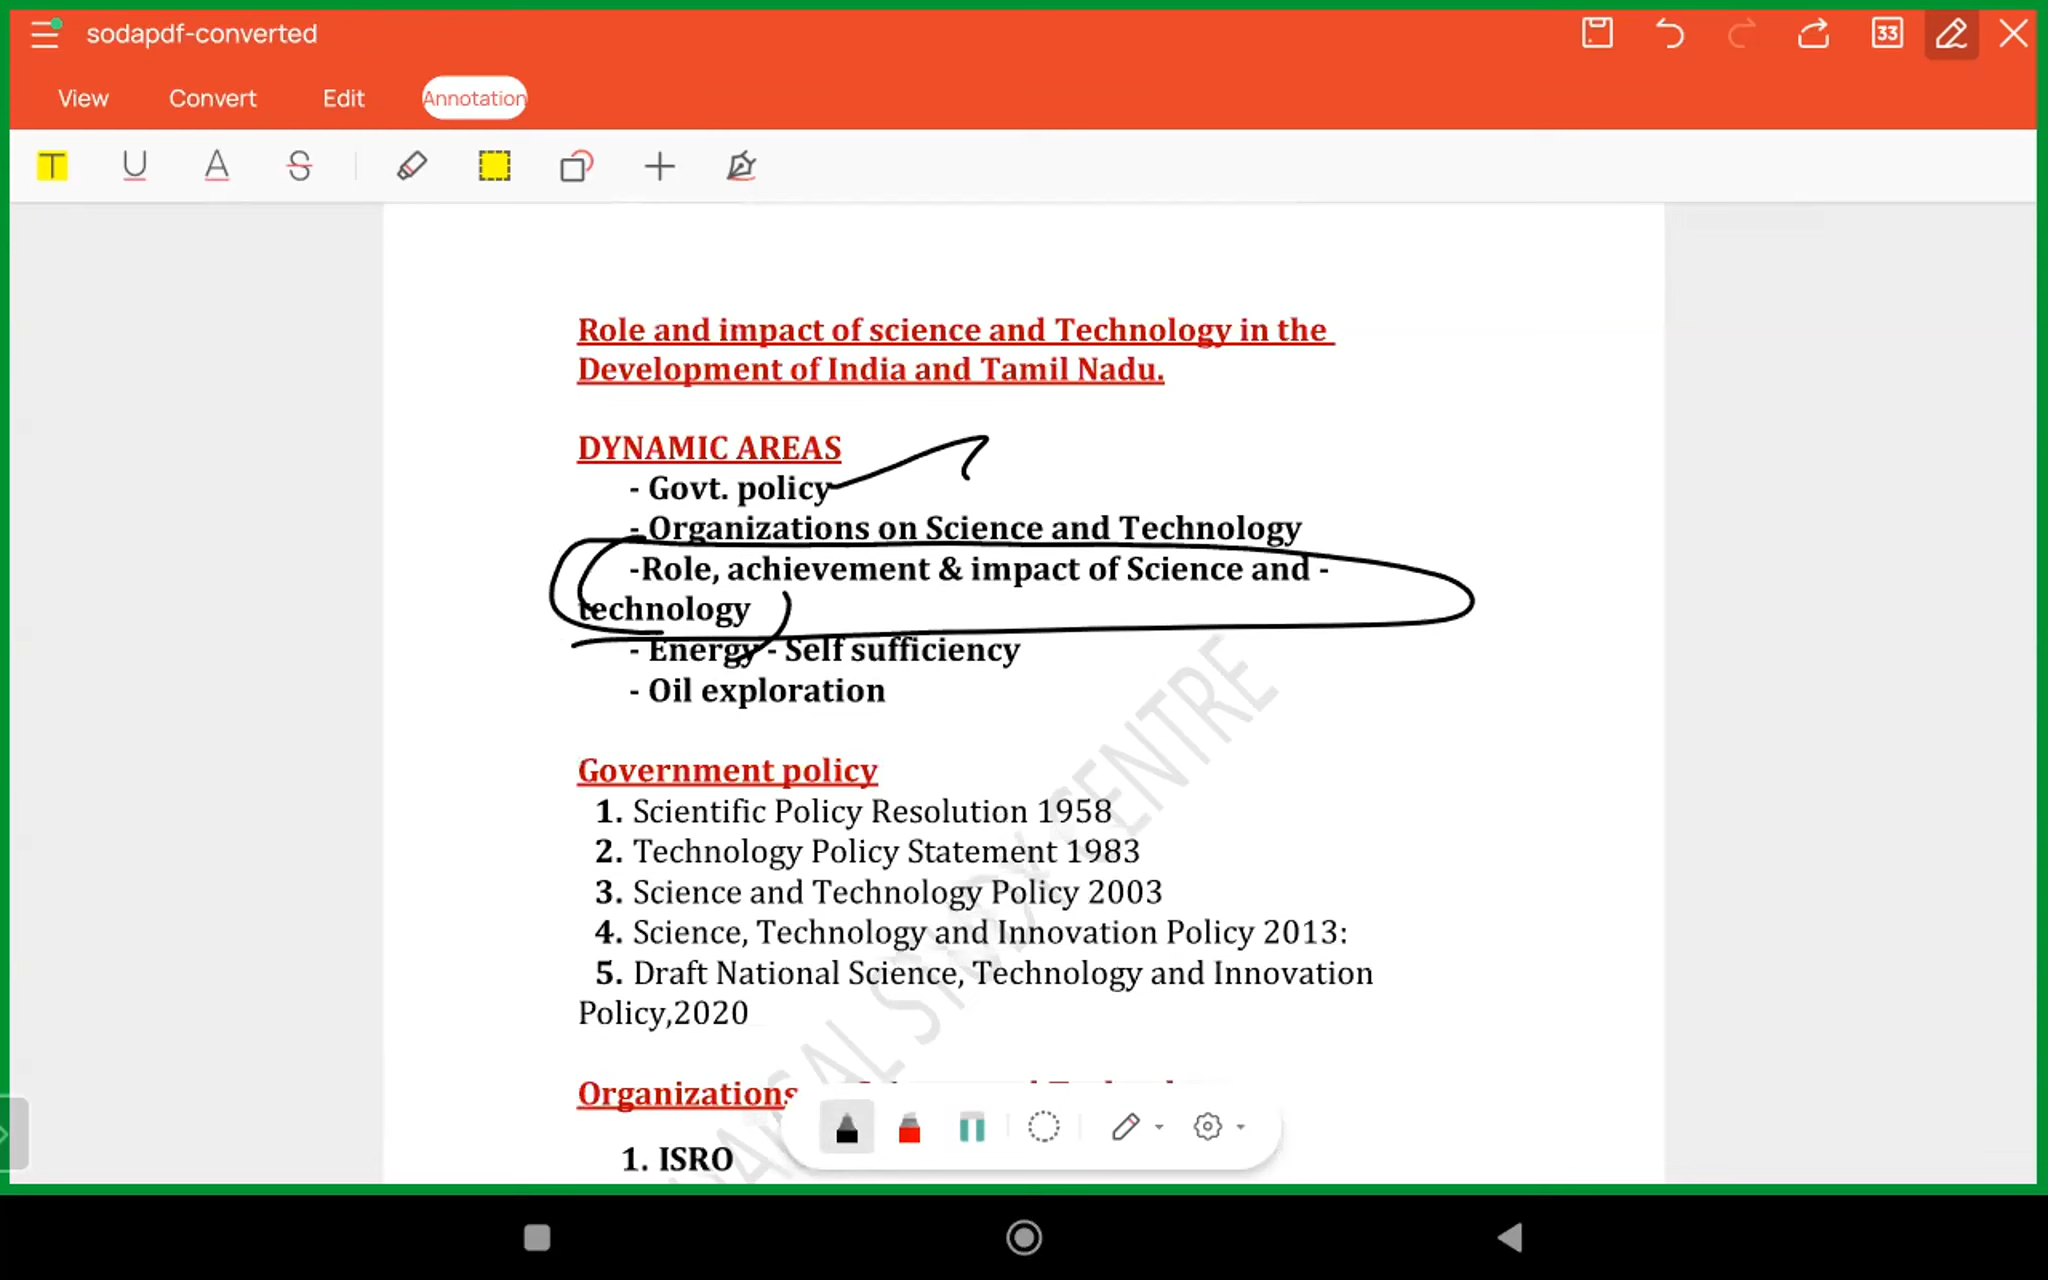 sodapdf-converted
33
View Convert Edit Annotation
T U A S
Role and impact of science and Technology in the
Development of India and Tamil Nadu.
DYNAMIC AREAS
- Govt. policy
- Organizations on Science and Technology
-Role, achievement & impact of Science and -
technology
- Energy - Self sufficiency
- Oil exploration
Government policy
1. Scientific Policy Resolution 1958
2. Technology Policy Statement 1983
3. Science and Technology Policy 2003
4. Science, Technology and Innovation Policy 2013:
5. Draft National Science, Technology and Innovation
Policy,2020
Organizations
1. ISRO
CENTRE